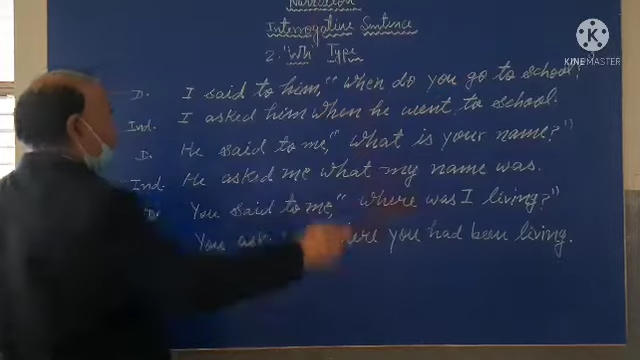 Narration
Interrogative Sentence
2. "Wh" Type
D. I said to him, "When do you go to school?
Ind. I asked him when he went to school.
D. He said to me, "What is your name?"
Ind. He asked me what my name was.
D. You said to me, "Where was I living?"
You ask where you had been living.
KINEMASTER